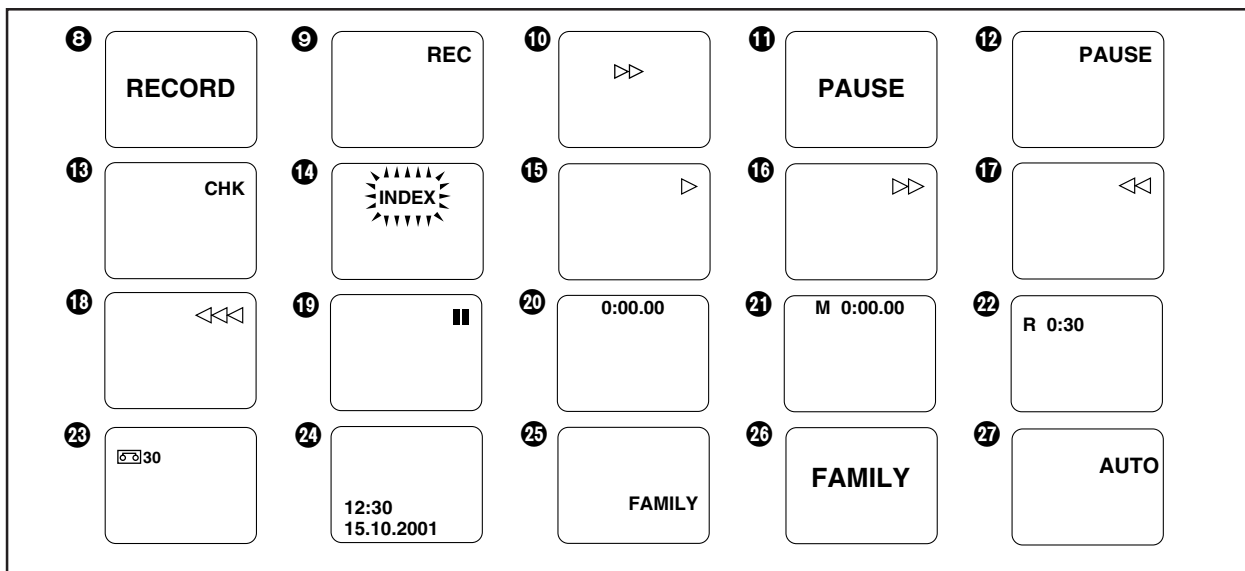 ❽ RECORD
❾ REC
❿ ▷▷
⓫ PAUSE
⓬ PAUSE
⓭ CHK
⓮ INDEX
⓯ ▷
⓰ ▷▷
⓱ ◁◁
⓲ ◁◁◁
⓳ ▮▮
⓴ 0:00.00
㉑ M 0:00.00
㉒ R 0:30
㉓ 30
㉔ 12:30
15.10.2001
㉕ FAMILY
㉖ FAMILY
㉗ AUTO